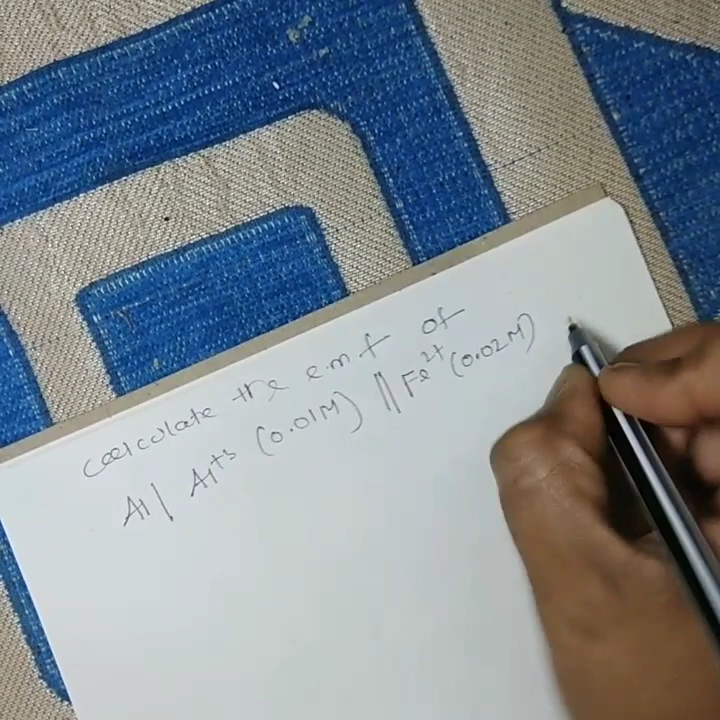 Calculate the e.m.f of
Al| Al+3 (0.01M) || Fe2+ (0.02M)